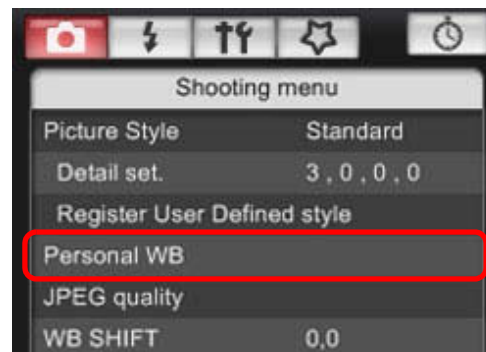 Shooting menu
Picture Style Standard
Detail set. 3 , 0 , 0 , 0
Register User Defined style
Personal WB
JPEG quality
WB SHIFT 0,0